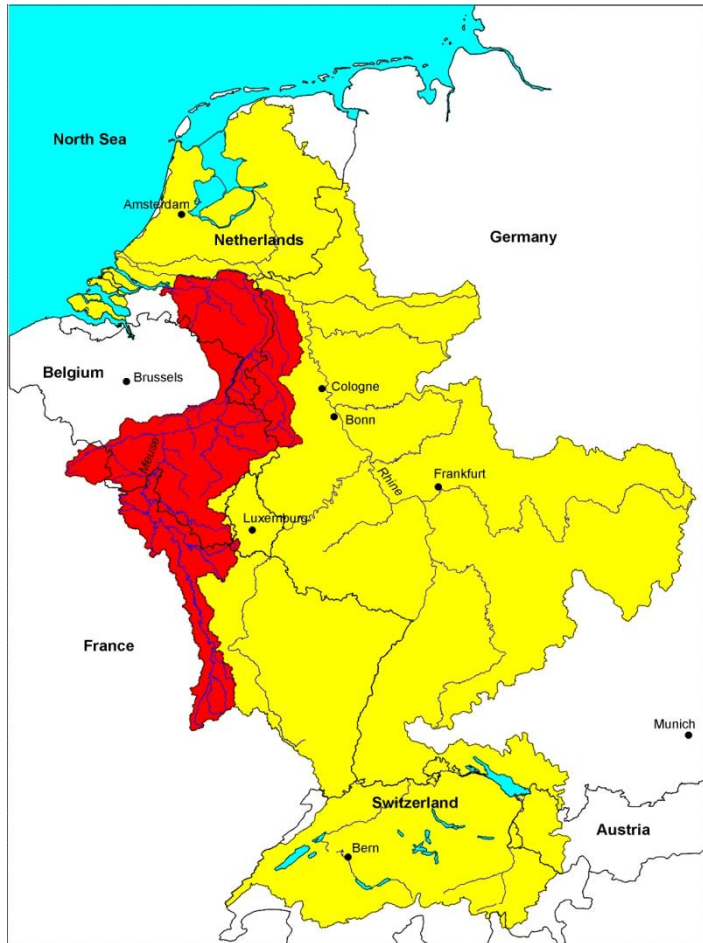 North Sea
Amsterdam
Netherlands
Germany
Belgium
Brussels
Cologne
Bonn
Meuse
Rhine
Frankfurt
Luxemburg
France
Munich
Switzerland
Austria
Bern